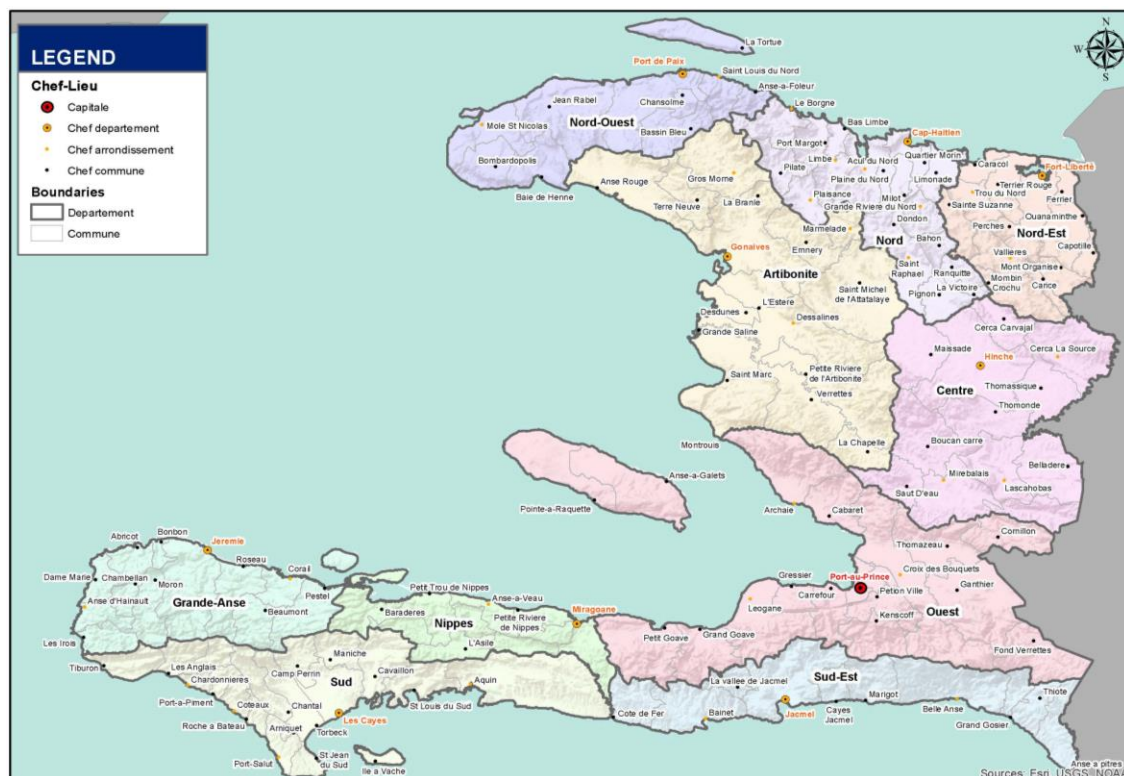 LEGEND
Chef-Lieu
Capitale
Chef departement
Chef arrondissement
Chef commune
Boundaries
Departement
Commune
N
W
E
S
La Tortue
Port de Paix
Saint Louis du Nord
Anse-a-Foleur
Jean Rabel
Chansolme
Le Borgne
Mole St Nicolas
Nord-Ouest
Bassin Bleu
Bas Limbe
Cap-Haitien
Port Margot
Bombardopolis
Pilate
Limbe
Acul du Nord
Quartier Morin
Caracol
Fort-Liberté
Plaine du Nord
Limonade
Baie de Henne
Anse Rouge
Gros Morne
Terre Neuve
La Branle
Plaisance
Milot
Grande Riviere du Nord
Terrier Rouge
Trou du Nord
Ferrier
Sainte Suzanne
Ouanaminthe
Marmelade
Dondon
Perches
Nord-Est
Emnery
Nord
Bahon
Capotille
Gonaives
Artibonite
Saint
Raphael
Vallieres
Ranquitte
Mont Organise
Saint Michel
de l'Attatalaye
Pignon
La Victoire
Mombin
Crochu
Carice
L'Estere
Desdunes
Dessalines
Grande Saline
Cerca Carvajal
Maissade
Cerca La Source
Hinche
Saint Marc
Petite Riviere
de l'Artibonite
Verrettes
Centre
Thomassique
Thomonde
La Chapelle
Boucan carre
Montrouis
Belladere
Mirebalais
Lascahobas
Saut D'eau
Anse-a-Galets
Pointe-a-Raquette
Archaie
Cabaret
Cornillon
Thomazeau
Abricot
Bonbon
Jeremie
Roseau
Corail
Dame Marie
Chambellan
Moron
Pestel
Anse d'Hainault
Grande-Anse
Beaumont
Les Irois
Petit Trou de Nippes
Anse-a-Veau
Baraderes
Petite Riviere
de Nippes
Miragoane
Nippes
L'Asile
Gressier
Port-au-Prince
Croix des Bouquets
Carrefour
Petion Ville
Ganthier
Leogane
Kenscoff
Ouest
Petit Goave
Grand Goave
Fond Verrettes
Tiburon
Les Anglais
Camp Perrin
Maniche
Chardonnieres
Cavaillon
Sud
Aquin
Port-a-Piment
Coteaux
Chantal
Roche a Bateau
Arniquet
Torbeck
Les Cayes
St Louis du Sud
Port-Salut
St Jean
du Sud
Ile a Vache
Sud-Est
La vallee de Jacmel
Cote de Fer
Bainet
Jacmel
Cayes
Jacmel
Marigot
Belle Anse
Thiote
Grand Gosier
Anse a pitres
Sources: Esri, USGS, NOAA